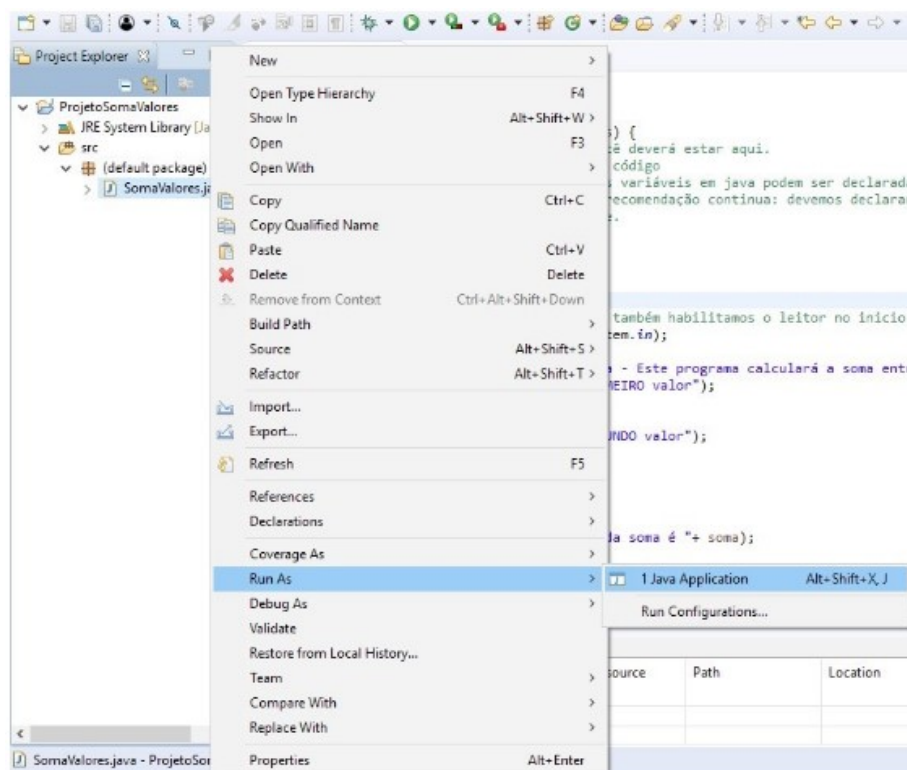 Project Explorer
ProjetoSomaValores
JRE System Library [Ja
src
(default package)
SomaValores.ja
New
Open Type Hierarchy F4
Show In Alt+Shift+W >
Open F3
Open With
Copy Ctrl+C
Copy Qualified Name
Paste Ctrl+V
Delete Delete
Remove from Context Ctrl+Alt+Shift+Down
Build Path
Source Alt+Shift+S >
Refactor Alt+Shift+T >
Import...
Export...
Refresh F5
References
Declarations
Coverage As
Run As
Debug As
Validate
Restore from Local History...
Team
Compare With
Replace With
Properties Alt+Enter
1 Java Application Alt+Shift+X, J
Run Configurations...
s) {
cê deverá estar aqui.
código
s variáveis em java podem ser declarada
recomendação continua: devemos declarar
e.
também habilitamos o leitor no inicio
tem.in);
a - Este programa calculará a soma entr
MEIRO valor");
UNDO valor");
da soma é "+ soma);
source Path Location
SomaValores.java - ProjetoSor